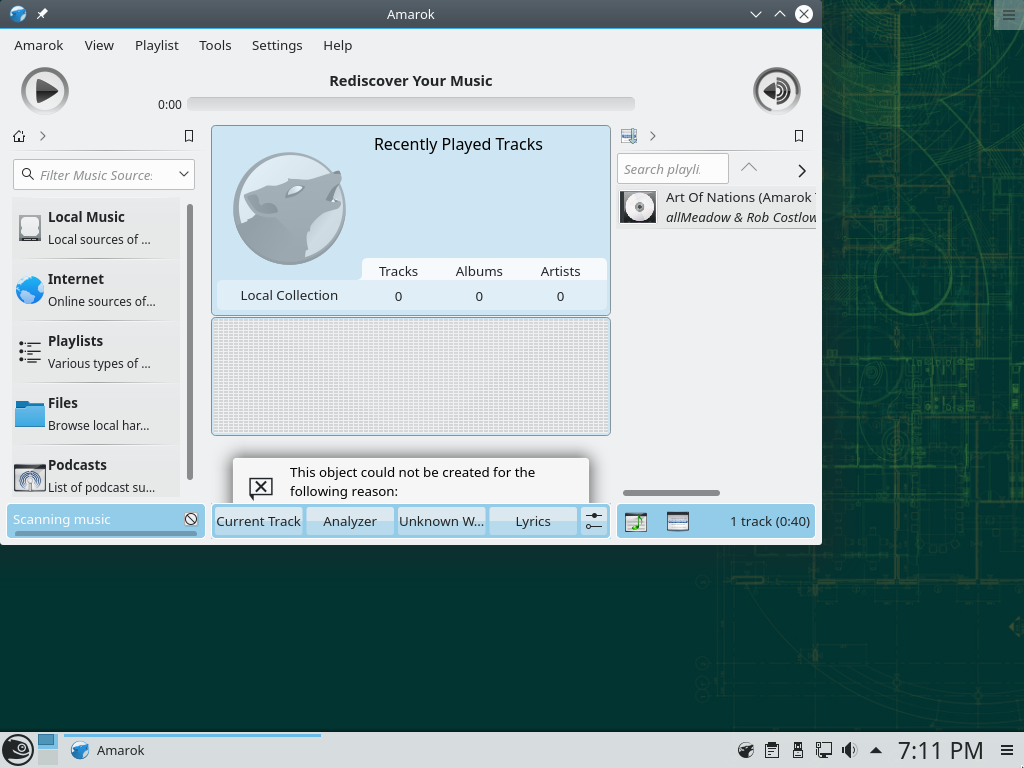 Amarok
Amarok View Playlist Tools Settings Help
Rediscover Your Music
0:00
Filter Music Source:
Local Music
Local sources of ...
Internet
Online sources of...
Playlists
Various types of ...
Files
Browse local har...
Podcasts
List of podcast su...
Scanning music
Recently Played Tracks
Tracks Albums Artists
Local Collection 0 0 0
This object could not be created for the
following reason:
Current Track Analyzer Unknown W... Lyrics
Search playli
Art Of Nations (Amarok
allMeadow & Rob Costlow
1 track (0:40)
Amarok
7:11 PM